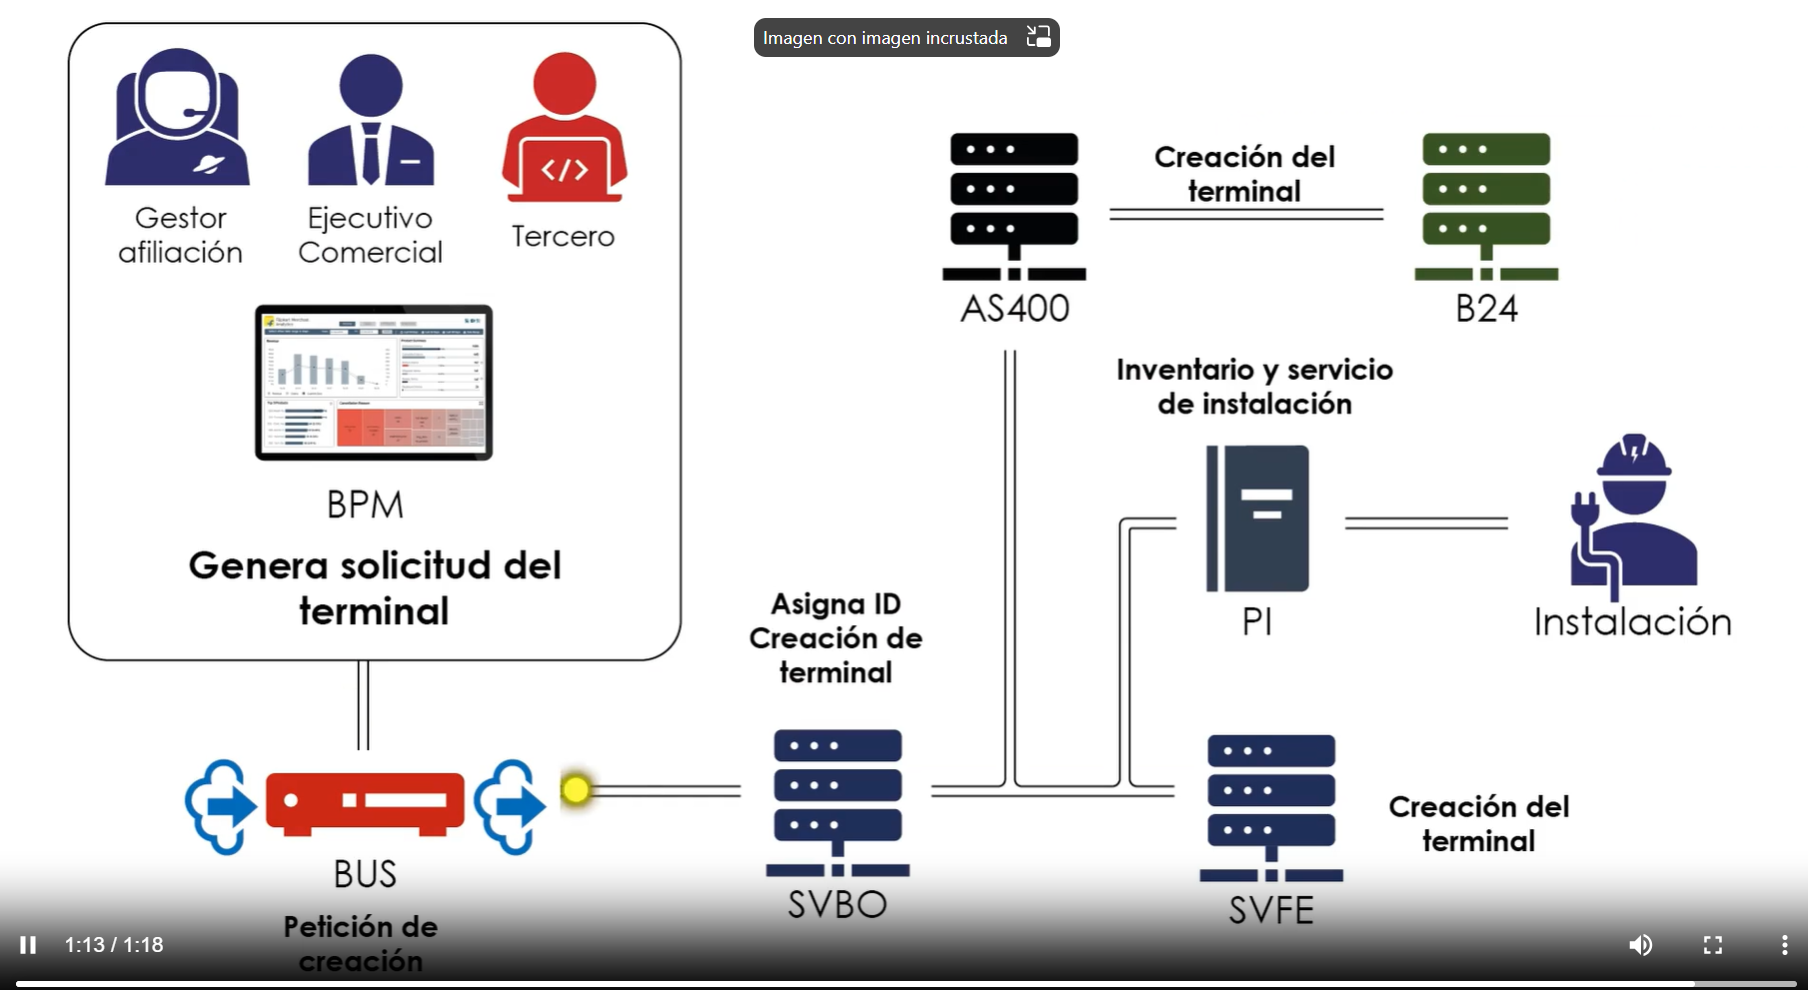 Imagen con imagen incrustada
Gestor
afiliación
Ejecutivo
Comercial
Tercero
</>
BPM
Genera solicitud del
terminal
AS400
Creación del
terminal
B24
Inventario y servicio
de instalación
PI
Instalación
Asigna ID
Creación de
terminal
BUS
Petición de
creación
SVBO
SVFE
Creación del
terminal
1:13 / 1:18